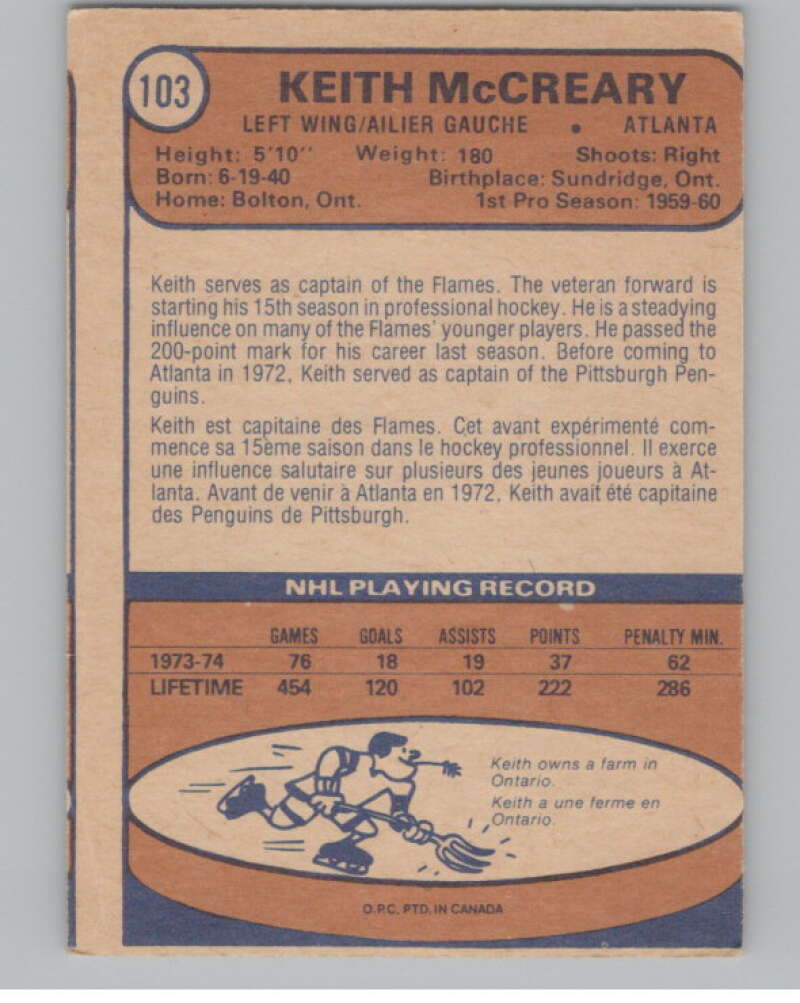 103
KEITH McCREARY
LEFT WING/AILIER GAUCHE • ATLANTA
Height: 5'10'' Weight: 180 Shoots: Right
Born: 6-19-40 Birthplace: Sundridge, Ont.
Home: Bolton, Ont. 1st Pro Season: 1959-60
Keith serves as captain of the Flames. The veteran forward is
starting his 15th season in professional hockey. He is a steadying
influence on many of the Flames' younger players. He passed the
200-point mark for his career last season. Before coming to
Atlanta in 1972, Keith served as captain of the Pittsburgh Pen-
guins.
Keith est capitaine des Flames. Cet avant expérimenté com-
mence sa 15ème saison dans le hockey professionnel. Il exerce
une influence salutaire sur plusieurs des jeunes joueurs à At-
lanta. Avant de venir à Atlanta en 1972, Keith avait été capitaine
des Penguins de Pittsburgh.
NHL PLAYING RECORD
GAMES GOALS ASSISTS POINTS PENALTY MIN.
1973-74 76 18 19 37 62
LIFETIME 454 120 102 222 286
Keith owns a farm in
Ontario.
Keith a une ferme en
Ontario.
O.P.C. PTD. IN CANADA